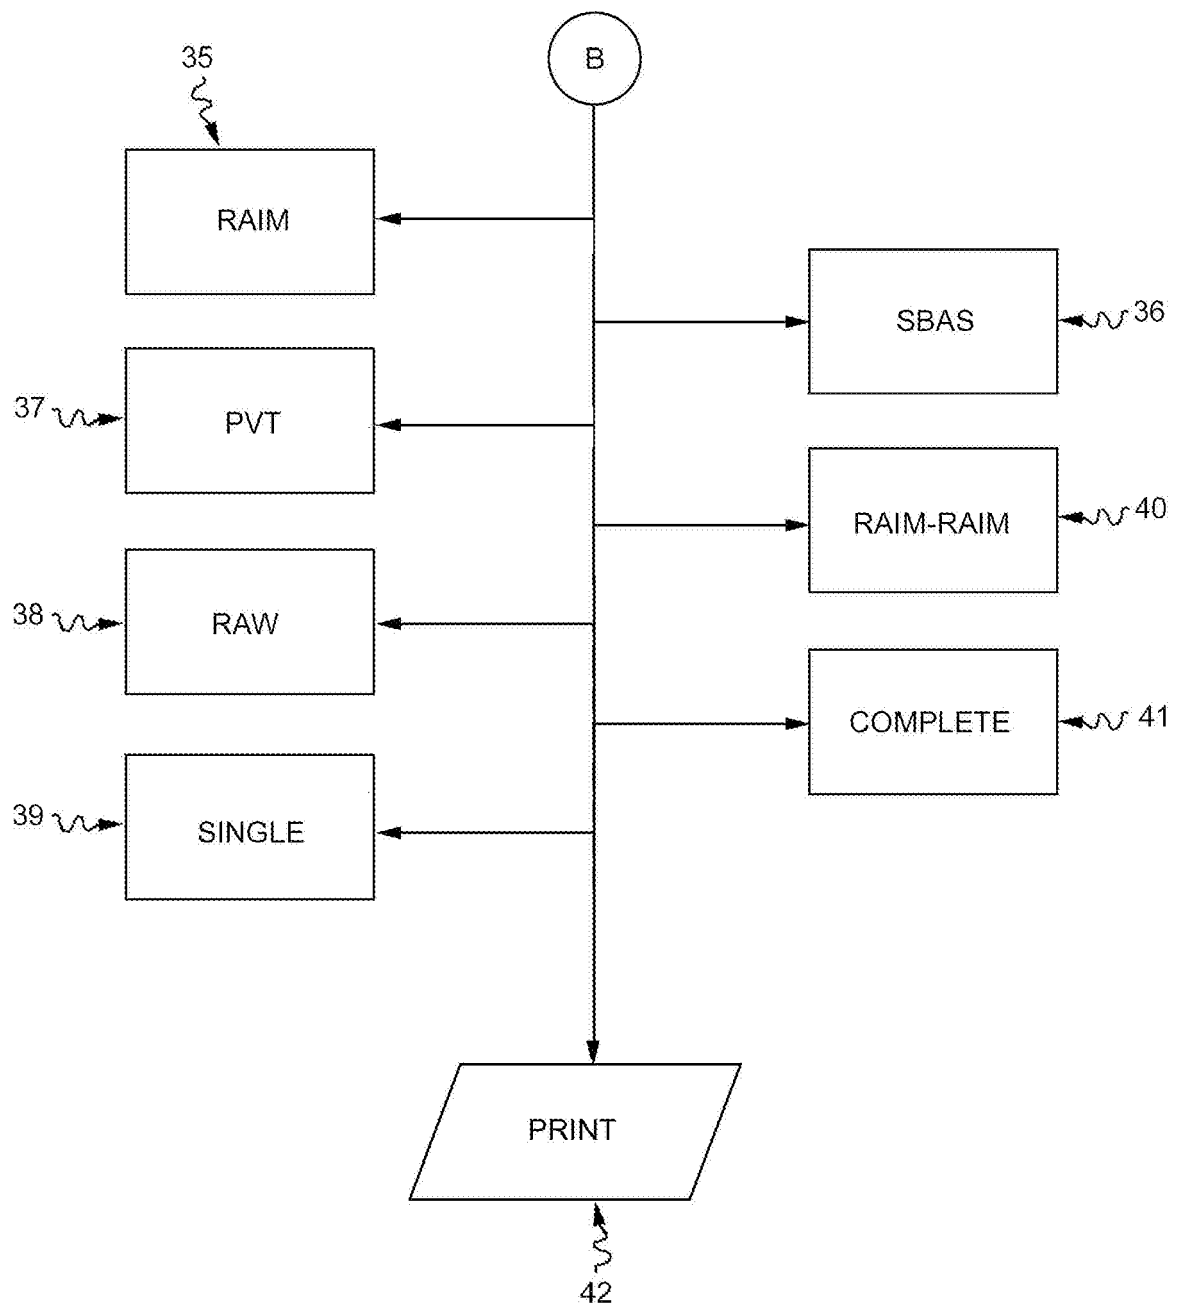 B
35
RAIM
SBAS
36
37
PVT
RAIM-RAIM
40
38
RAW
COMPLETE
41
39
SINGLE
PRINT
42